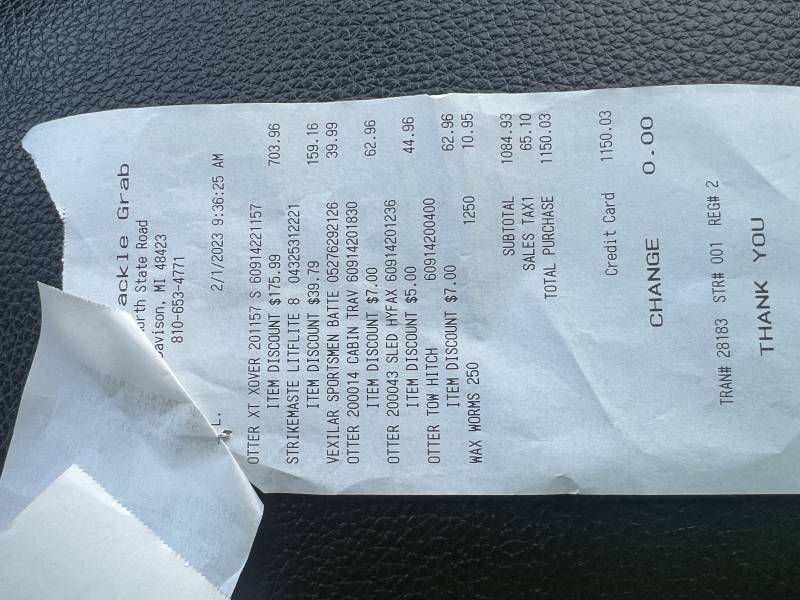 ackle Grab
orth State Road
Davison, MI 48423
810-653-4771
L. 2/1/2023 9:36:25 AM
OTTER XT XOVER 201157 S 60914221157
ITEM DISCOUNT $175.99 703.96
STRIKEMASTE LITFLITE 8 04325312221
ITEM DISCOUNT $39.79 159.16
VEXILAR SPORTSMEN BATTE 05276292126 39.99
OTTER 200014 CABIN TRAV 60914201830
ITEM DISCOUNT $7.00 62.96
OTTER 200043 SLED HYFAX 60914201236
ITEM DISCOUNT $5.00 44.96
OTTER TOW HITCH 60914200400
ITEM DISCOUNT $7.00 62.96
WAX WORMS 250 1250 10.95
SUBTOTAL 1084.93
SALES TAX1 65.10
TOTAL PURCHASE 1150.03
Credit Card 1150.03
CHANGE 0.00
TRAN# 28183 STR# 001 REG# 2
THANK YOU